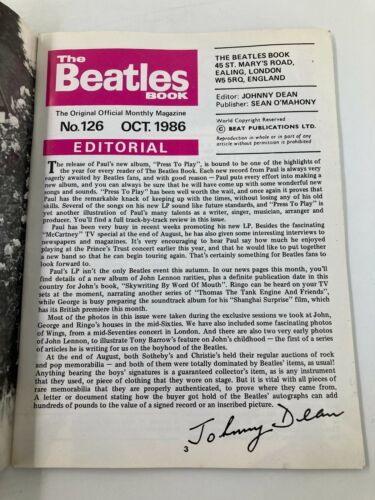 The
Beatles
BOOK
The Original Official Monthly Magazine
No.126 OCT. 1986
EDITORIAL
THE BEATLES BOOK
45 ST. MARY'S ROAD,
EALING, LONDON
W5 5RQ, ENGLAND
Editor: JOHNNY DEAN
Publisher: SEAN O'MAHONY
World Copyright Reserved
© BEAT PUBLICATIONS LTD.
Reproduction in whole or in part of any
article without permission is prohibited
The release of Paul's new album, "Press To Play", is bound to be one of the highlights of
the year for every reader of The Beatles Book. Each new record from Paul is always very
eagerly awaited by Beatles fans, and with good reason — Paul puts every effort into making a
new album, and you can always be sure that he will have come up with some wonderful new
songs and sounds. "Press To Play" has been well worth the wait, and once again it proves that
Paul has the remarkable knack of keeping up with the times, without losing any of his old
skills. Several of the songs on his new LP sound like future standards, and "Press To Play" is
yet another illustration of Paul's many talents as a writer, singer, musician, arranger and
producer. You'll find a full track-by-track review in this issue.
Paul has been very busy in recent weeks promoting his new LP. Besides the fascinating
"McCartney" TV special at the end of August, he has also given some interesting interviews to
newspapers and magazines. It's very encouraging to hear Paul say how much he enjoyed
playing at the Prince's Trust concert earlier this year, and that he would like to put together
a new band so that he can begin touring again. That's certainly something for Beatles fans to
look forward to.
Paul's LP isn't the only Beatles event this autumn. In our news pages this month, you'll
find details of a new album of John Lennon rarities, plus a definite publication date in this
country for John's book, "Skywriting By Word Of Mouth". Ringo can be heard on your TV
sets at the moment, narrating another series of "Thomas The Tank Engine And Friends",
while George is busy preparing the soundtrack album for his "Shanghai Surprise" film, which
has its British premiere this month.
Most of the photos in this issue were taken during the exclusive sessions we took at John,
George and Ringo's houses in the mid-Sixties. We have also included some fascinating photos
of Wings, from a mid-Seventies concert in London. And there are also two very early photos
of John Lennon, to illustrate Tony Barrow's feature on John's childhood — the first of a series
of articles he is writing for us on the boyhood of the Beatles.
At the end of August, both Sotheby's and Christie's held their regular auctions of rock
and pop memorabilia — and both of them were totally dominated by Beatles' items, as usual!
Anything bearing the boys' signatures is a guaranteed collector's item, as is any instrument
that they used, or piece of clothing that they wore on stage. But it is vital with all pieces of
rare memorabilia that they are properly authenticated, to prove where they came from.
A letter or document stating how the buyer got hold of the Beatles' autographs can add
hundreds of pounds to the value of a signed record or an inscribed picture.
Johnny Dean
3